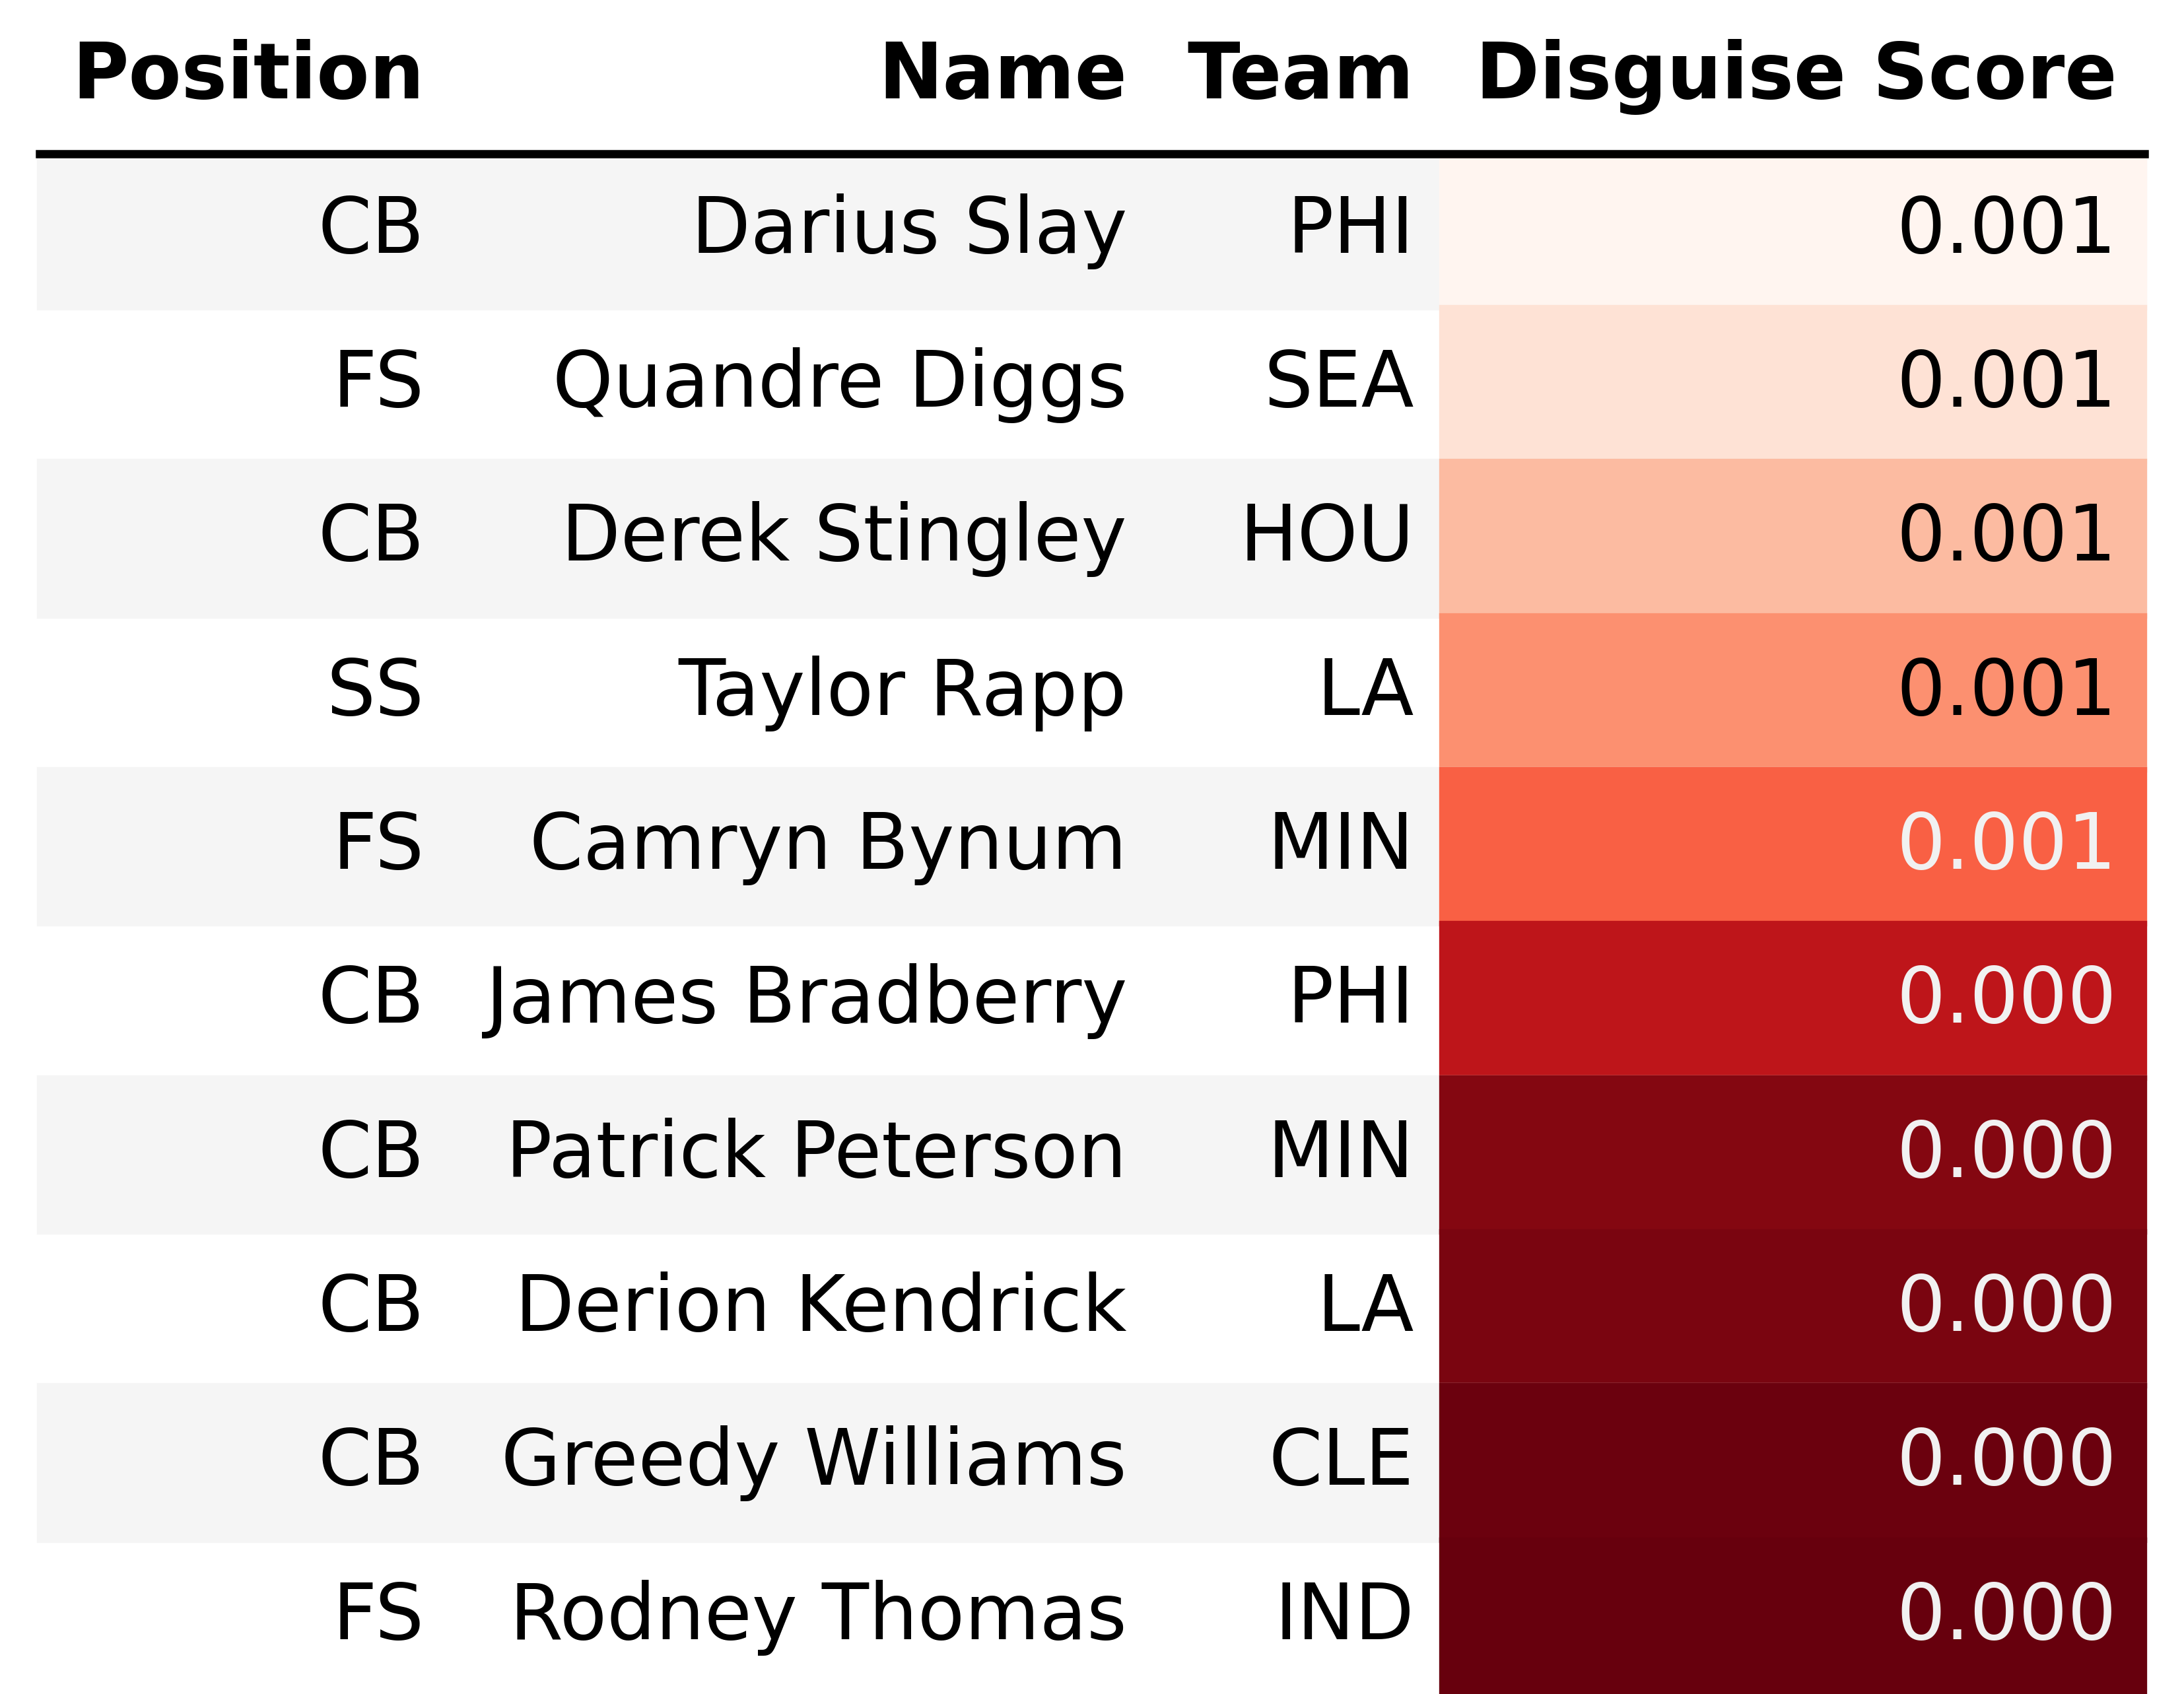 Position Name Team Disguise Score
CB Darius Slay PHI 0.001
FS Quandre Diggs SEA 0.001
CB Derek Stingley HOU 0.001
SS Taylor Rapp LA 0.001
FS Camryn Bynum MIN 0.001
CB James Bradberry PHI 0.000
CB Patrick Peterson MIN 0.000
CB Derion Kendrick LA 0.000
CB Greedy Williams CLE 0.000
FS Rodney Thomas IND 0.000